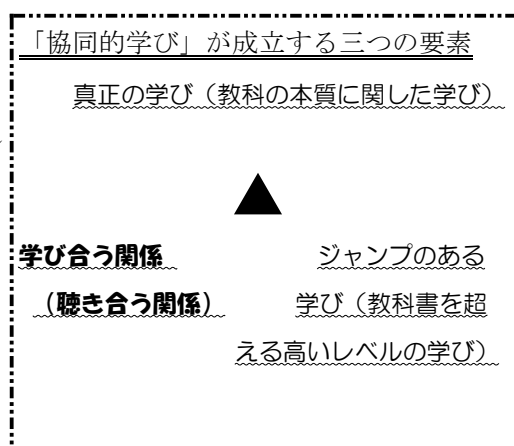 「協同的学び」が成立する三つの要素
真正の学び（教科の本質に関した学び）
学び合う関係　ジャンプのある
（聴き合う関係）　学び（教科書を超
える高いレベルの学び）